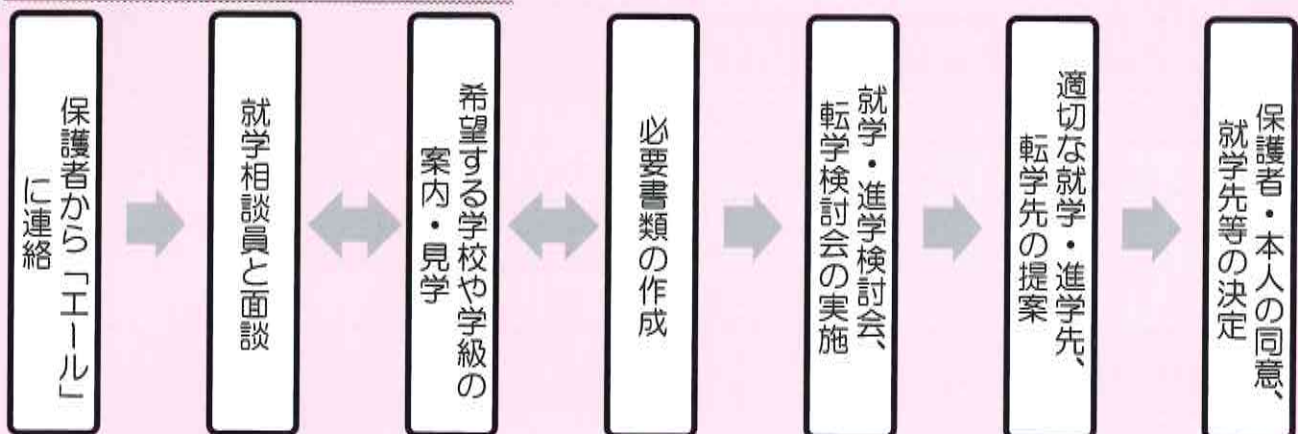 保護者から「エール」
に連絡
就学相談員と面談
希望する学校や学級の
案内・見学
必要書類の作成
就学・進学検討会、
転学検討会の実施
適切な就学・進学先、
転学先の提案
保護者・本人の同意、
就学先等の決定